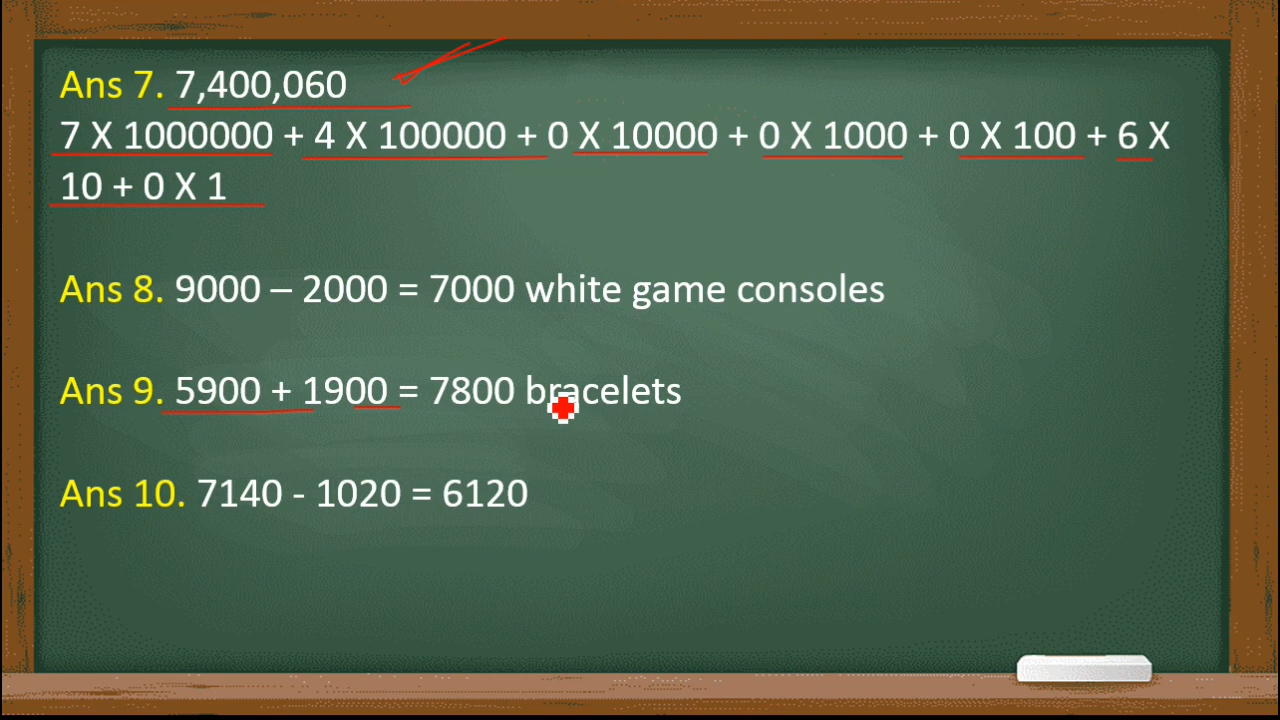 Ans 7. 7,400,060
7 X 1000000 + 4 X 100000 + 0 X 10000 + 0 X 1000 + 0 X 100 + 6 X
10 + 0 X 1
Ans 8. 9000 – 2000 = 7000 white game consoles
Ans 9. 5900 + 1900 = 7800 bracelets
Ans 10. 7140 - 1020 = 6120